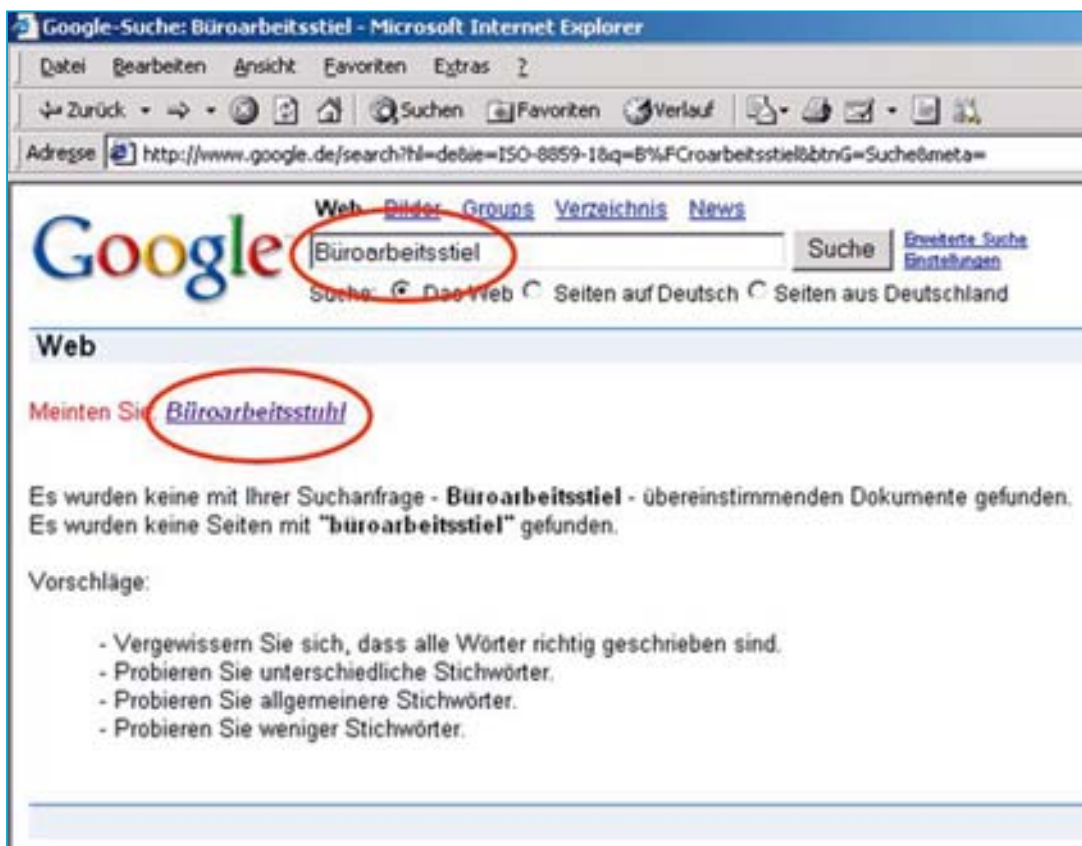 Google-Suche: Büroarbeitsstiel - Microsoft Internet Explorer
Datei Bearbeiten Ansicht Favoriten Extras ?
Zurück Suchen Favoriten Verlauf
Adresse http://www.google.de/search?hl=de&ie=ISO-8859-1&q=B%FCroarbeitsstiel&btnG=Suche&meta=
Web Bilder Groups Verzeichnis News
Google Büroarbeitsstiel Suche Erweiterte Suche
Einstellungen
Suche: Das Web Seiten auf Deutsch Seiten aus Deutschland
Web
Meinten Sie: Büroarbeitsstuhl
Es wurden keine mit Ihrer Suchanfrage - Büroarbeitsstiel - übereinstimmenden Dokumente gefunden.
Es wurden keine Seiten mit "büroarbeitsstiel" gefunden.
Vorschläge:
- Vergewissern Sie sich, dass alle Wörter richtig geschrieben sind.
- Probieren Sie unterschiedliche Stichwörter.
- Probieren Sie allgemeinere Stichwörter.
- Probieren Sie weniger Stichwörter.